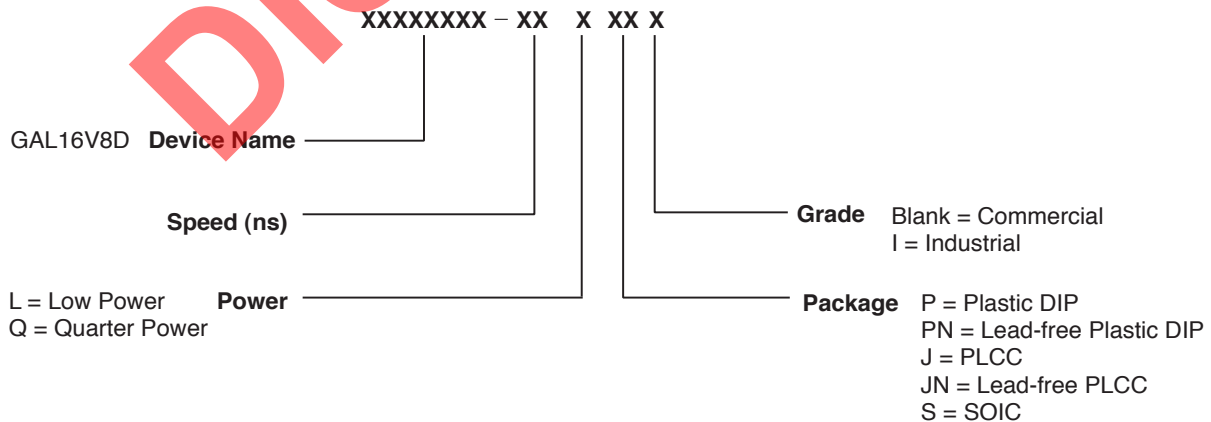 XXXXXXXX – XX X XX X
GAL16V8D Device Name
Speed (ns)
L = Low Power Power
Q = Quarter Power
Grade Blank = Commercial
I = Industrial
Package P = Plastic DIP
PN = Lead-free Plastic DIP
J = PLCC
JN = Lead-free PLCC
S = SOIC